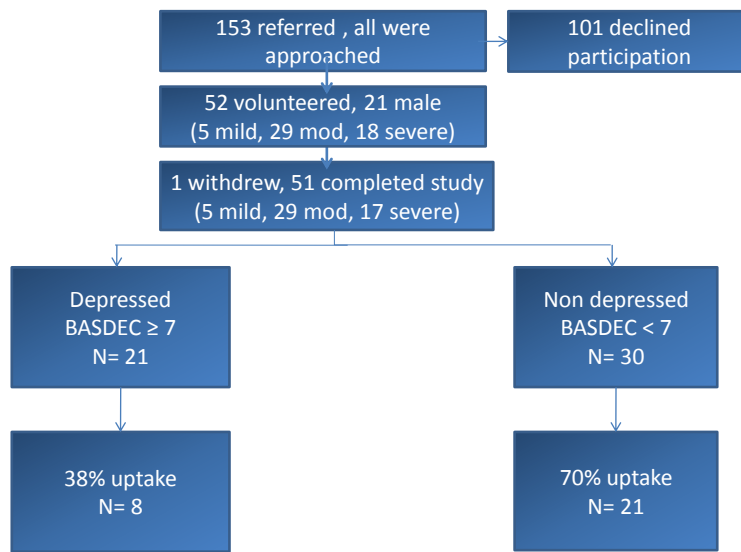 153 referred , all were
approached
101 declined
participation
52 volunteered, 21 male
(5 mild, 29 mod, 18 severe)
1 withdrew, 51 completed study
(5 mild, 29 mod, 17 severe)
Depressed
BASDEC ≥ 7
N= 21
Non depressed
BASDEC < 7
N= 30
38% uptake
N= 8
70% uptake
N= 21